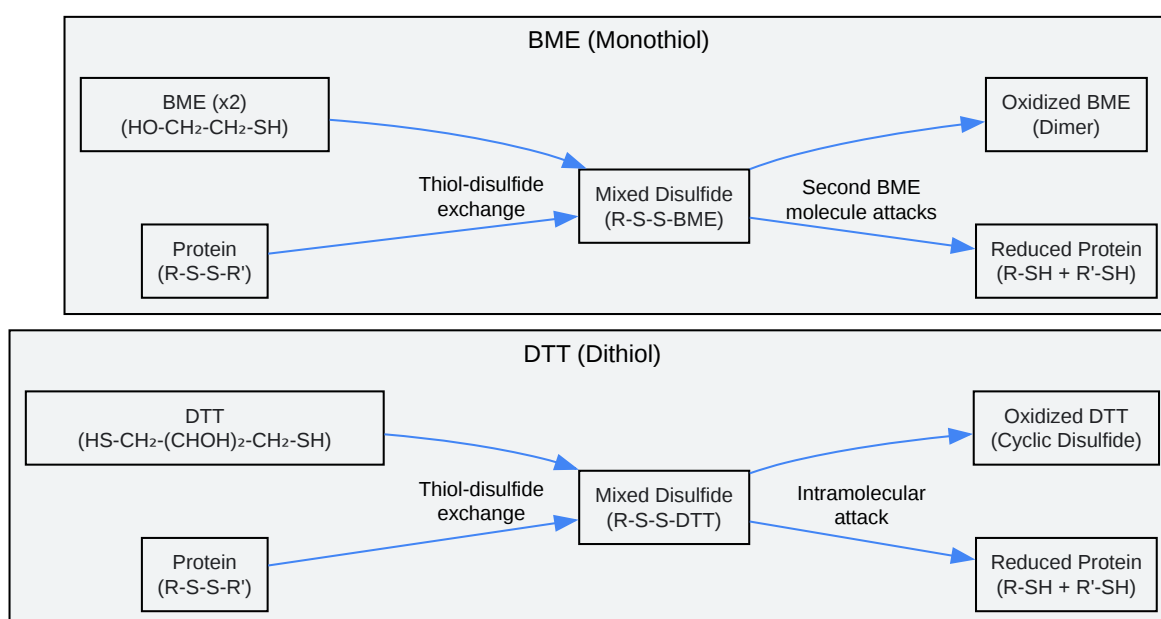 BME (Monothiol)
BME (x2)
(HO-CH₂-CH₂-SH)
Oxidized BME
(Dimer)
Thiol-disulfide
exchange
Mixed Disulfide
(R-S-S-BME)
Second BME
molecule attacks
Protein
(R-S-S-R')
Reduced Protein
(R-SH + R'-SH)
DTT (Dithiol)
DTT
(HS-CH₂-(CHOH)₂-CH₂-SH)
Oxidized DTT
(Cyclic Disulfide)
Thiol-disulfide
exchange
Mixed Disulfide
(R-S-S-DTT)
Intramolecular
attack
Protein
(R-S-S-R')
Reduced Protein
(R-SH + R'-SH)